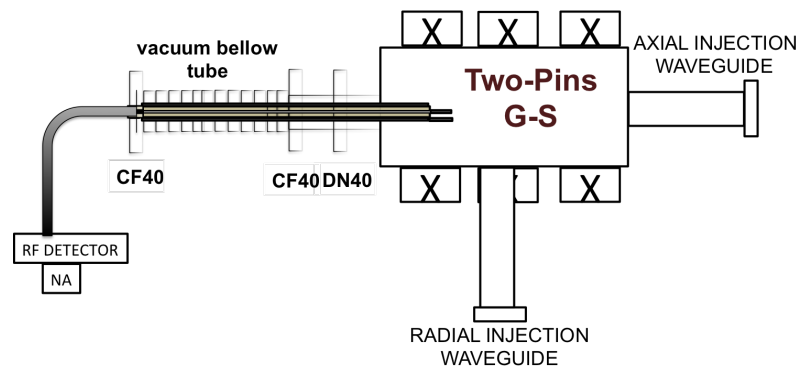 vacuum bellow
tube
X X X
AXIAL INJECTION
WAVEGUIDE
Two-Pins
G-S
CF40
CF40 DN40
X X X
RF DETECTOR
NA
RADIAL INJECTION
WAVEGUIDE